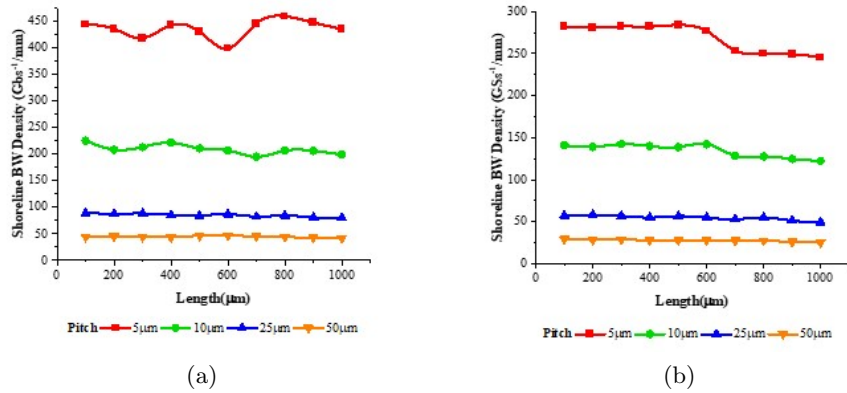 450
400
350
300
250
200
150
100
50
0
0 200 400 600 800 1000
Shoreline BW Density (Gbs⁻¹/mm)
Length(μm)
Pitch 5μm 10μm 25μm 50μm
(a)
300
250
200
150
100
50
0
0 200 400 600 800 1000
Shoreline BW Density (GSs⁻¹/mm)
Length(μm)
Pitch 5μm 10μm 25μm 50μm
(b)